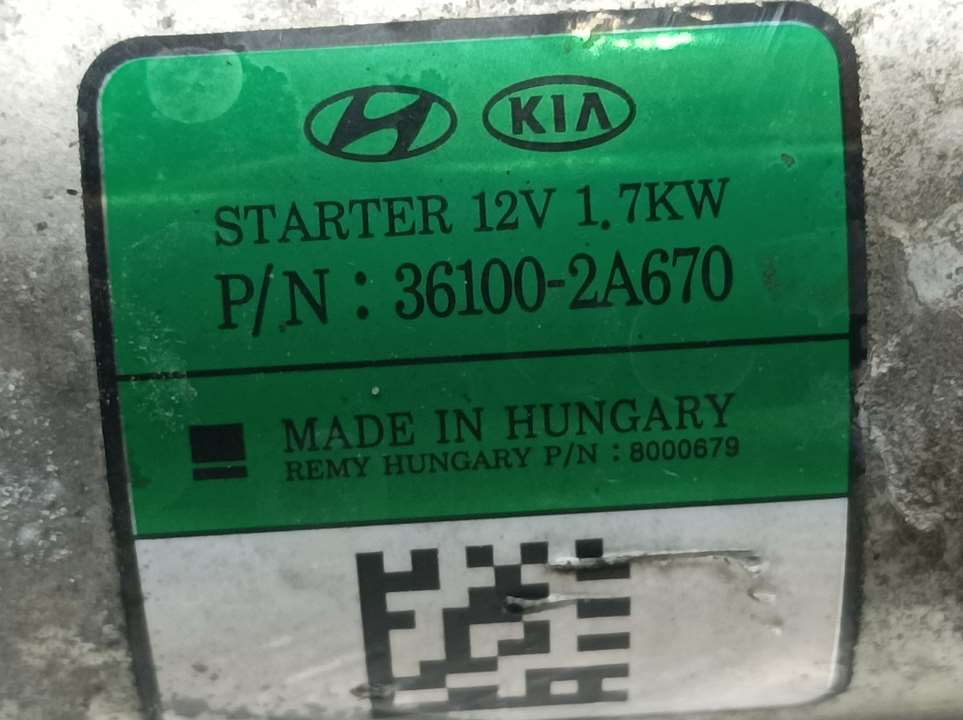 KIA
STARTER 12V 1.7KW
P/N : 36100-2A670
MADE IN HUNGARY
REMY HUNGARY P/N : 8000679